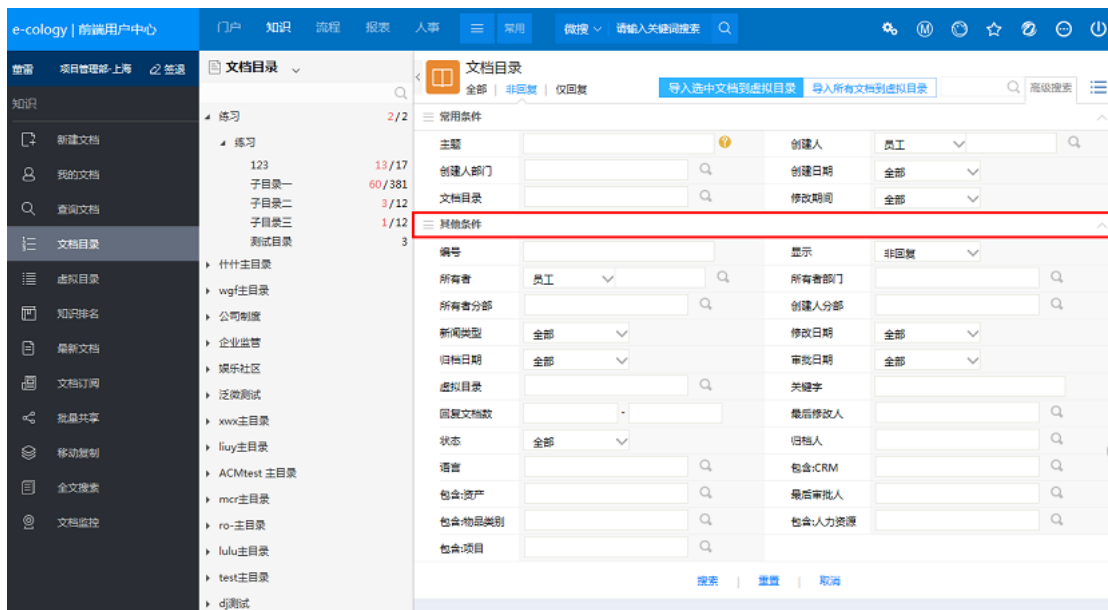 e-cology | 前端用户中心
门户 知识 流程 报表 人事 常用 微搜 请输入关键词搜索
项目管理部-上海 签退
知识
新建文档
我的文档
查询文档
文档目录
虚拟目录
知识排名
最新文档
文档订阅
批量共享
移动复制
全文搜索
文档监控
文档目录
练习 2/2
练习
123 13/17
子目录一 60/381
子目录二 3/12
子目录三 1/12
测试目录 3
什什主目录
wgf主目录
公司制度
企业监管
娱乐社区
泛微测试
xwx主目录
liuy主目录
ACMtest 主目录
mcr主目录
ro-主目录
lulu主目录
test主目录
dj测试
文档目录
全部 | 非回复 | 仅回复 导入选中文档到虚拟目录 导入所有文档到虚拟目录 高级搜索
常用条件
主题 创建人 员工
创建人部门 创建日期 全部
文档目录 修改期间 全部
其他条件
编号 显示 非回复
所有者 员工 所有者部门
所有者分部 创建人分部
新闻类型 全部 修改日期 全部
归档日期 全部 审批日期 全部
虚拟目录 关键字
回复文档数 - 最后修改人
状态 全部 归档人
语言 包含:CRM
包含:资产 最后审批人
包含:物品类别 包含:人力资源
包含:项目
搜索 | 重置 | 取消